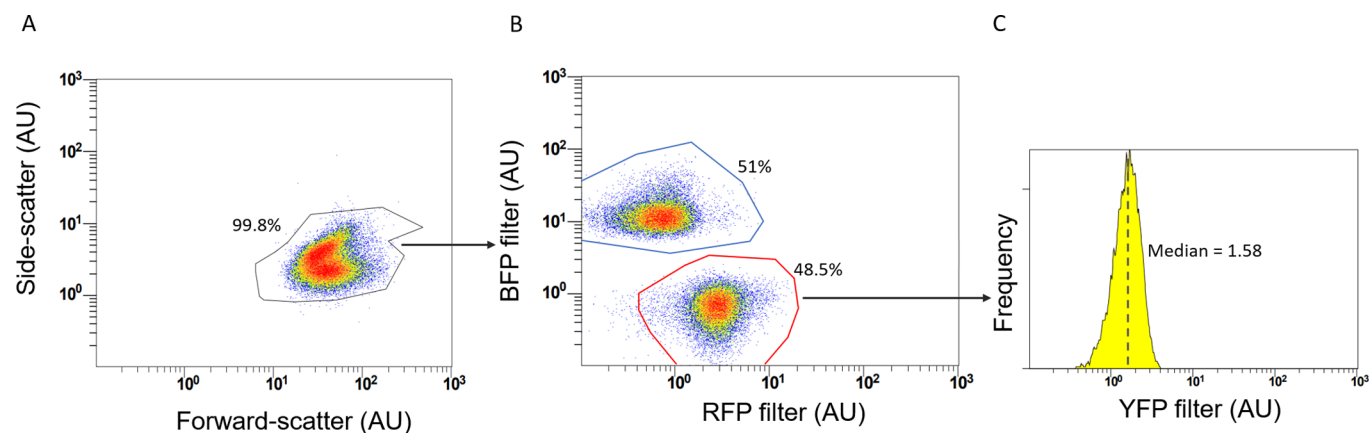 A
B
C
10³
10²
10¹
10⁰
Side-scatter (AU)
99.8%
10⁰
10¹
10²
10³
Forward-scatter (AU)
10³
10²
10¹
10⁰
BFP filter (AU)
51%
48.5%
10⁰
10¹
10²
10³
RFP filter (AU)
Frequency
Median = 1.58
10⁰
10¹
10²
10³
YFP filter (AU)